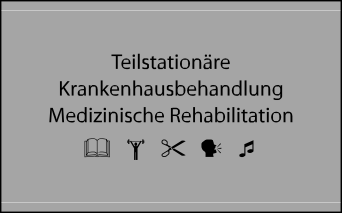 Teilstationäre
Krankenhausbehandlung
Medizinische Rehabilitation